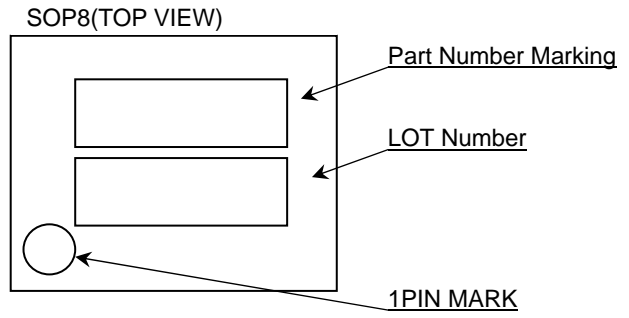 SOP8(TOP VIEW)
Part Number Marking
LOT Number
1PIN MARK